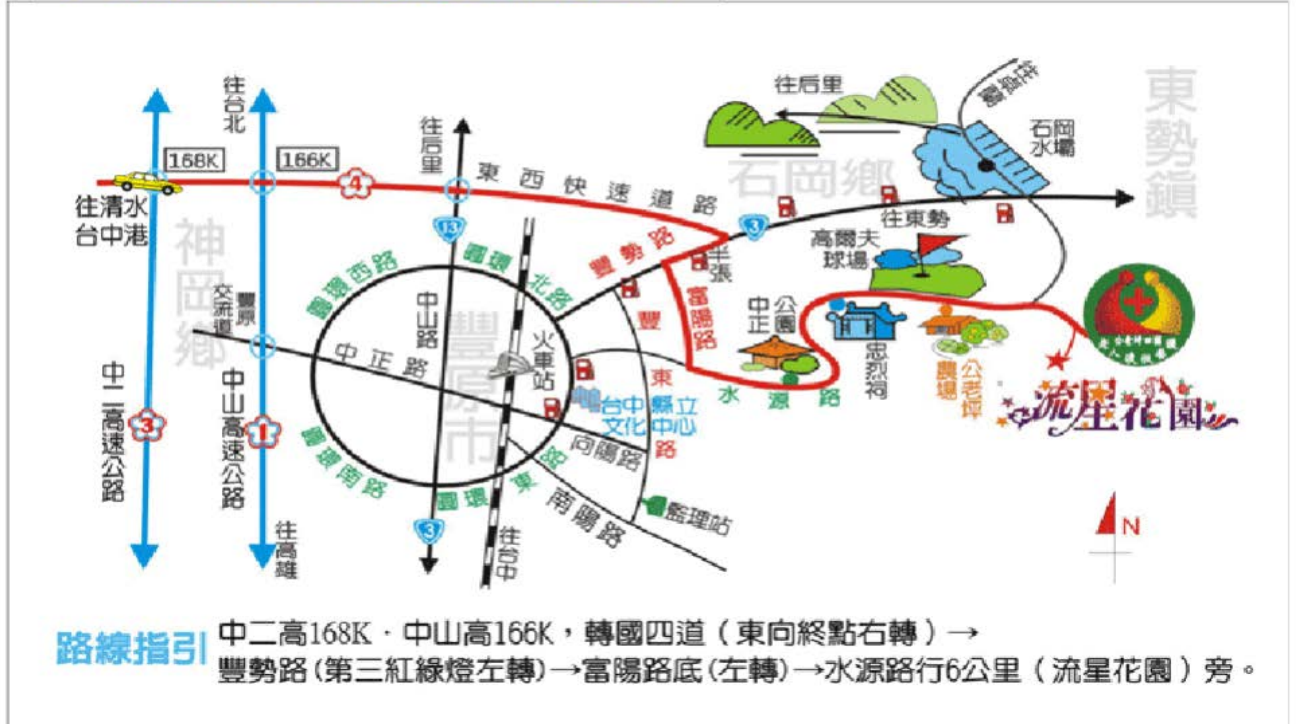 往台北
往后里
往后里
往卓蘭
東勢鎮
石岡
水壩
168K
166K
4
東西快速道路
石岡鄉
往清水
台中港
神岡鄉
13
3
往東勢
高爾夫
球場
豐勢路
半張
圓環西路
圓環北路
豐原
交流道
中山路
豐原市
火車站
富陽路
中正
公園
忠烈祠
公老坪
農場
中正路
豐東路
水源路
流星花園
台中縣立
文化中心
中二高速公路
3
中山高速公路
1
圓環南路
圓環東路
向陽路
南陽路
監理站
3
往台中
往高雄
N
路線指引
中二高168K．中山高166K，轉國四道（東向終點右轉）→
豐勢路(第三紅綠燈左轉)→富陽路底(左轉)→水源路行6公里（流星花園）旁。